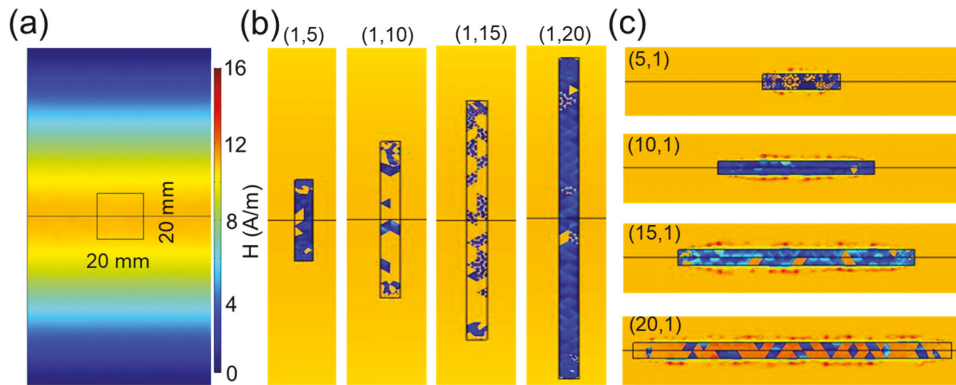 (a)
16
12
8
4
0
H (A/m)
20 mm
20 mm
(b)
(1,5)
(1,10)
(1,15)
(1,20)
(c)
(5,1)
(10,1)
(15,1)
(20,1)